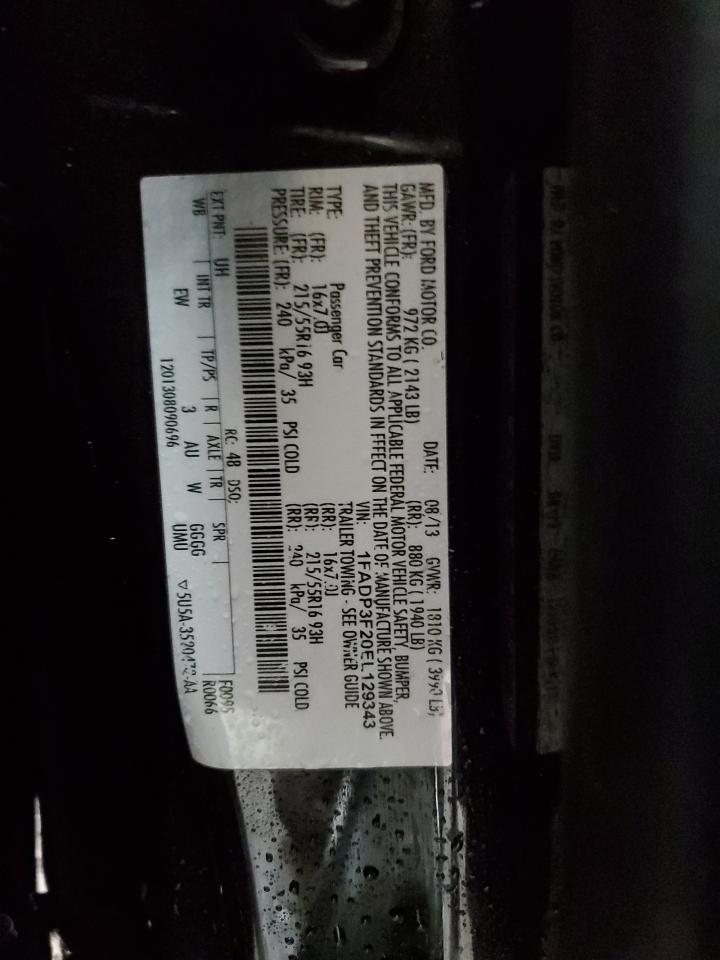 MFD. BY FORD MOTOR CO. DATE: 08/13 GVWR: 1810 KG
GAWR: (FR): 972 KG ( 2143 LB) (RR): 880 KG ( 1940 LB)
THIS VEHICLE CONFORMS TO ALL APPLICABLE FEDERAL MOTOR VEHICLE SAFETY, BUMPER,
AND THEFT PREVENTION STANDARDS IN EFFECT ON THE DATE OF MANUFACTURE SHOWN ABOVE.
VIN: 1FADP3F20EL129343
TYPE: Passenger Car TRAILER TOWING - SEE OWNER GUIDE
RIM: (FR): 16x7.0J (RR): 16x7.0J
TIRE: (FR): 215/55R16 93H (RR): 215/55R16 93H
PRESSURE: (FR): 240 kPa/ 35 PSI COLD (RR): 240 kPa/ 35 PSI COLD
RC: 48 DSO: F0095
EXT PNT: UH R0066
WB | INT TR | TP/PS | R | AXLE | TR | SPR |
EW 3 AU W GGGG
UMU
1201308090696